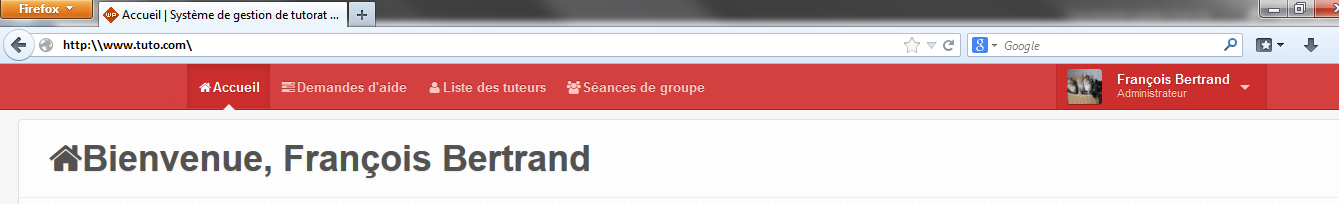 Firefox
Accueil | Système de gestion de tutorat ...
http:\\www.tuto.com\
Google
Accueil Demandes d'aide Liste des tuteurs Séances de groupe
François Bertrand
Administrateur
Bienvenue, François Bertrand